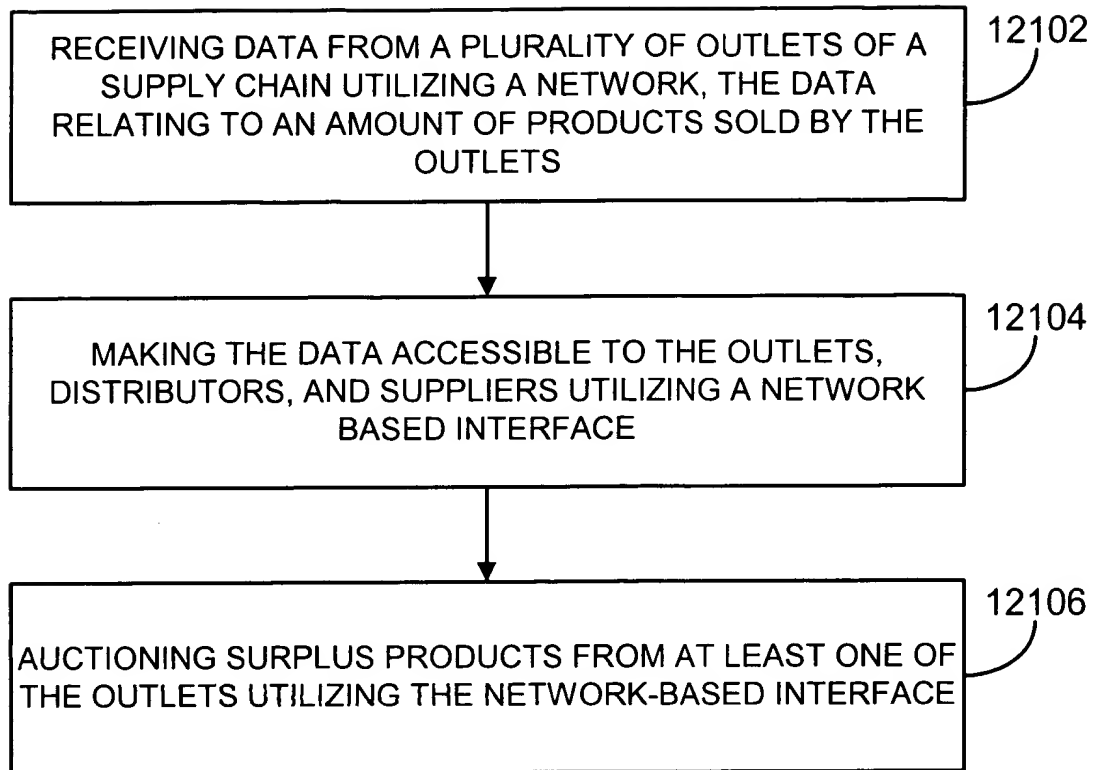 RECEIVING DATA FROM A PLURALITY OF OUTLETS OF A
SUPPLY CHAIN UTILIZING A NETWORK, THE DATA
RELATING TO AN AMOUNT OF PRODUCTS SOLD BY THE
OUTLETS
12102
MAKING THE DATA ACCESSIBLE TO THE OUTLETS,
DISTRIBUTORS, AND SUPPLIERS UTILIZING A NETWORK
BASED INTERFACE
12104
AUCTIONING SURPLUS PRODUCTS FROM AT LEAST ONE OF
THE OUTLETS UTILIZING THE NETWORK-BASED INTERFACE
12106